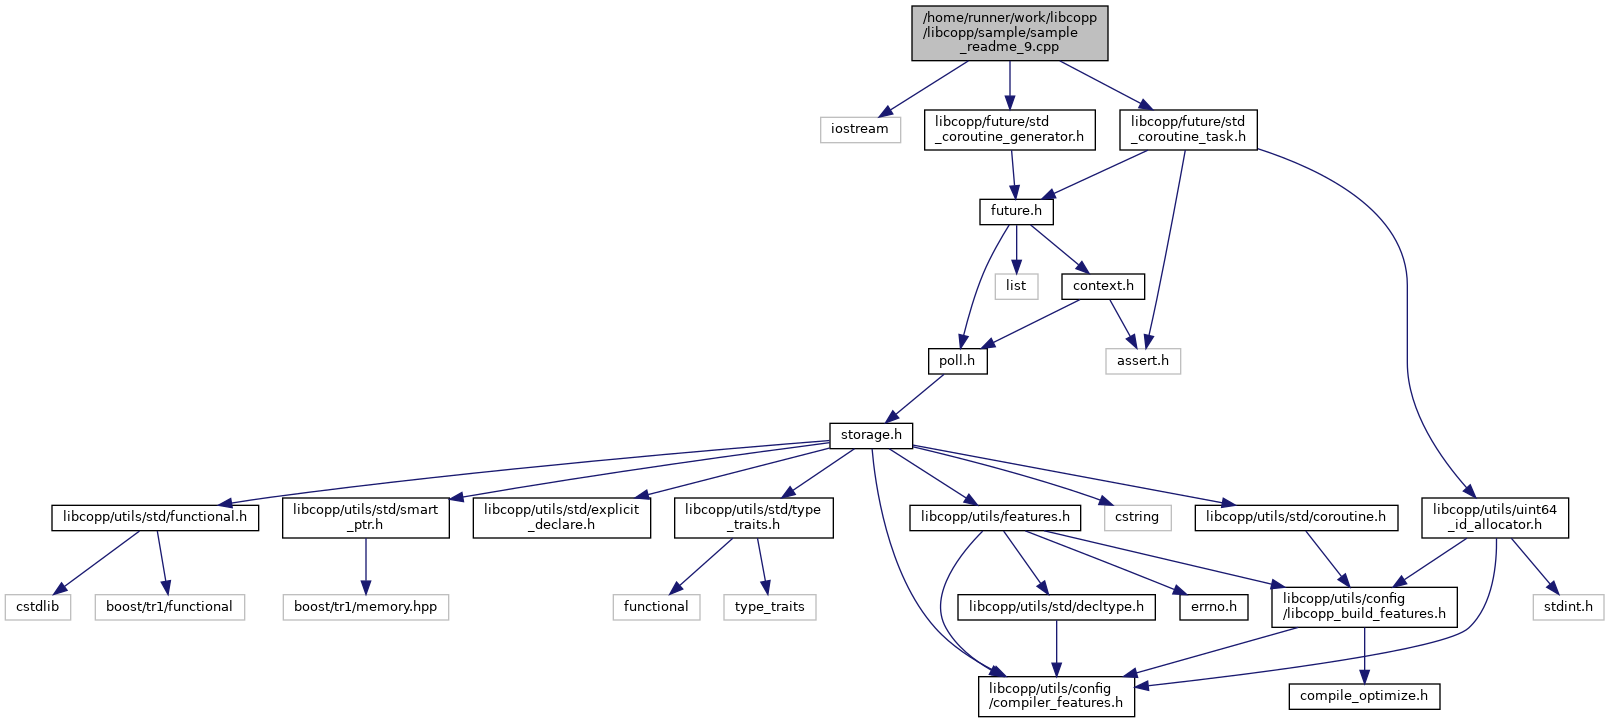 /home/runner/work/libcopp
/libcopp/sample/sample
_readme_9.cpp
iostream
libcopp/future/std
_coroutine_generator.h
libcopp/future/std
_coroutine_task.h
future.h
list
context.h
poll.h
assert.h
storage.h
libcopp/utils/std/functional.h
libcopp/utils/std/smart
_ptr.h
libcopp/utils/std/explicit
_declare.h
libcopp/utils/std/type
_traits.h
libcopp/utils/features.h
cstring
libcopp/utils/std/coroutine.h
libcopp/utils/uint64
_id_allocator.h
cstdlib
boost/tr1/functional
boost/tr1/memory.hpp
functional
type_traits
libcopp/utils/std/decltype.h
errno.h
libcopp/utils/config
/libcopp_build_features.h
stdint.h
libcopp/utils/config
/compiler_features.h
compile_optimize.h